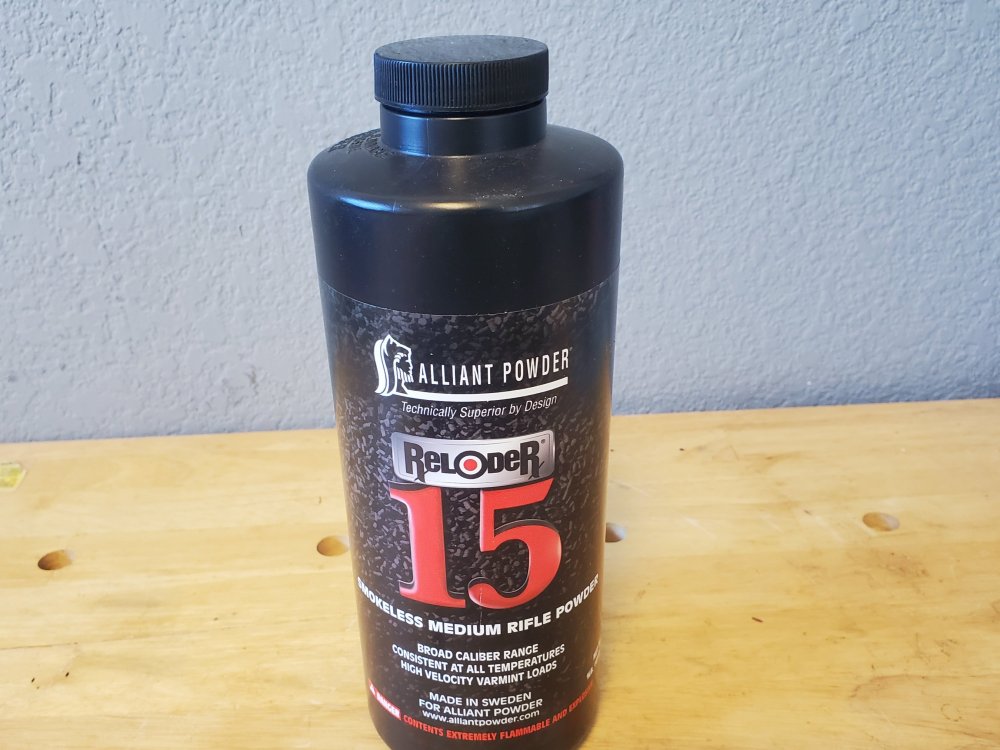 ALLIANT POWDER
Technically Superior by Design
RELODER®
15
SMOKELESS MEDIUM RIFLE POWDER
BROAD CALIBER RANGE
CONSISTENT AT ALL TEMPERATURES
HIGH VELOCITY VARMINT LOADS
MADE IN SWEDEN
FOR ALLIANT POWDER
www.alliantpowder.com
DANGER CONTENTS EXTREMELY FLAMMABLE AND